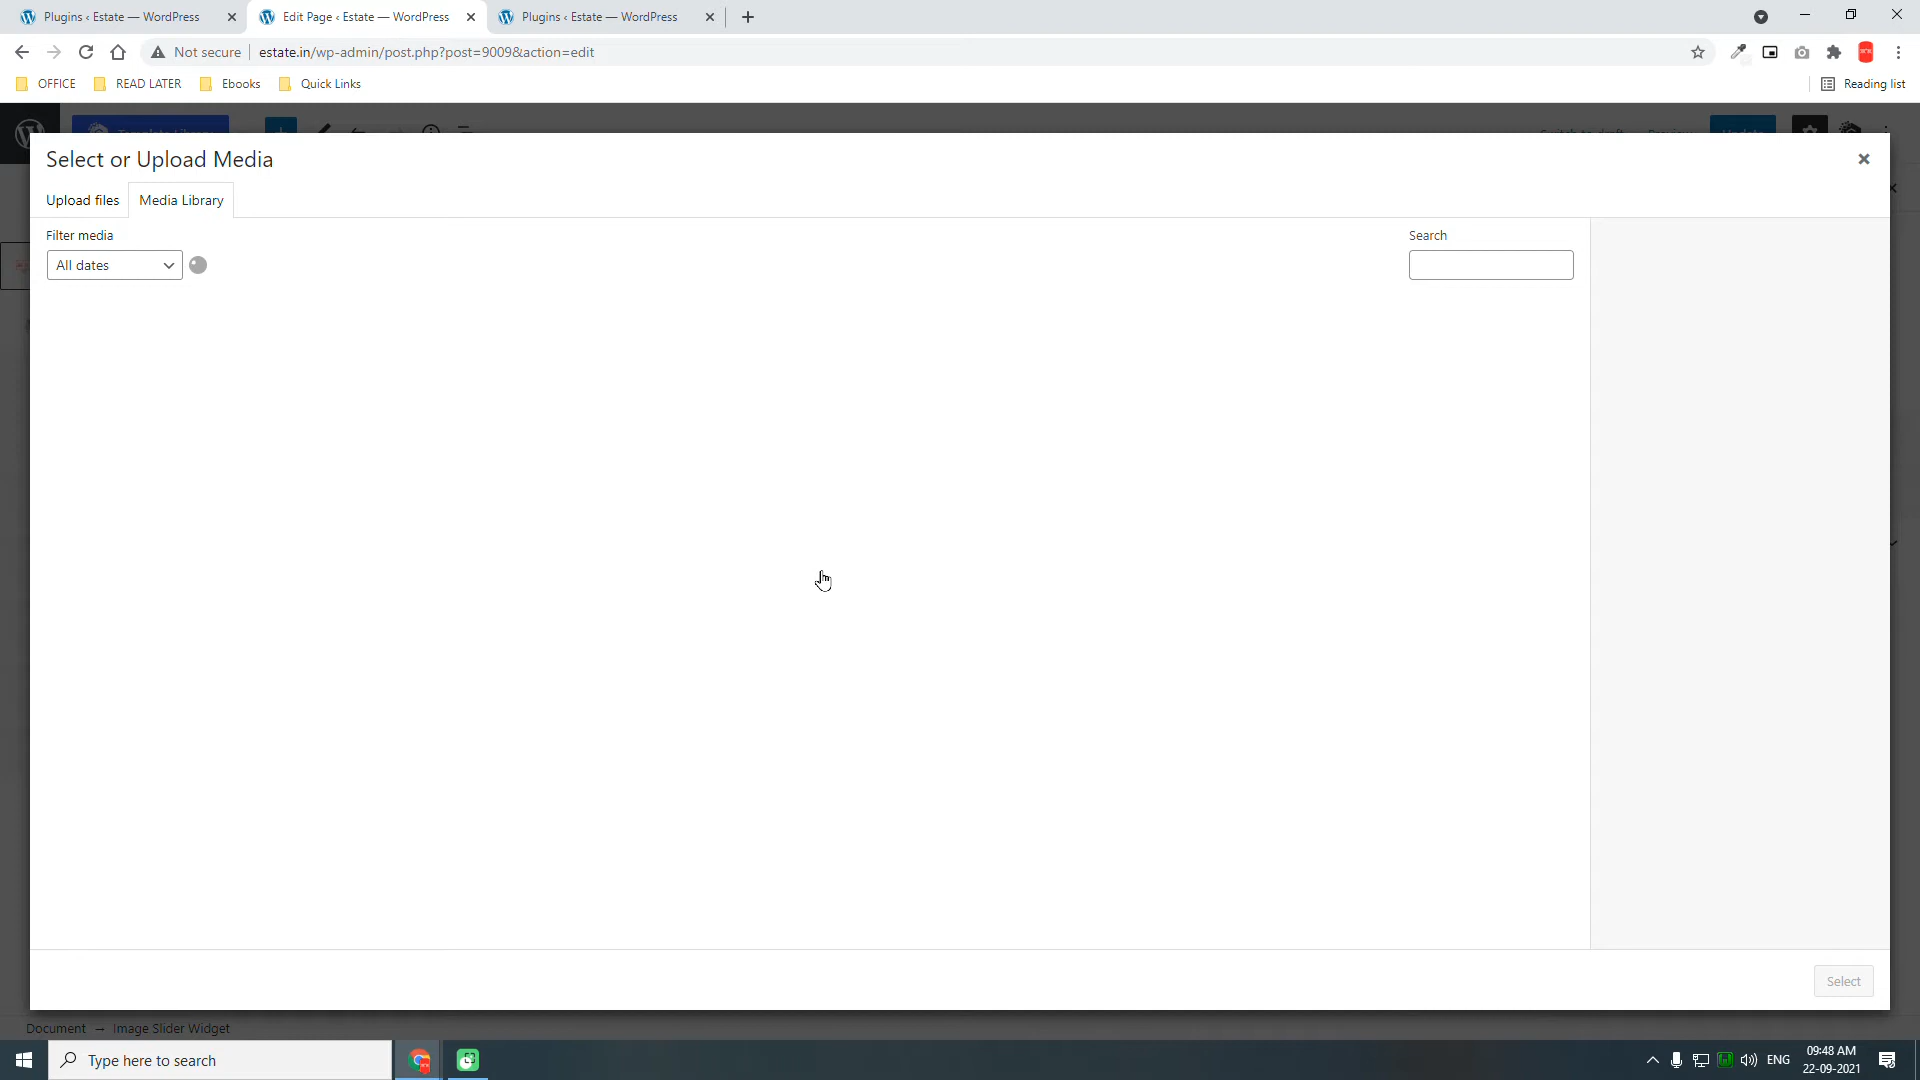 Plugins ‹ Estate — WordPress
Edit Page ‹ Estate — WordPress
Plugins ‹ Estate — WordPress
Not secure
estate.in/wp-admin/post.php?post=9009&action=edit
OFFICE
READ LATER
Ebooks
Quick Links
Reading list
Select or Upload Media
Upload files
Media Library
Filter media
Search
All dates
Select
Document → Image Slider Widget
Type here to search
ENG
09:48 AM
22-09-2021